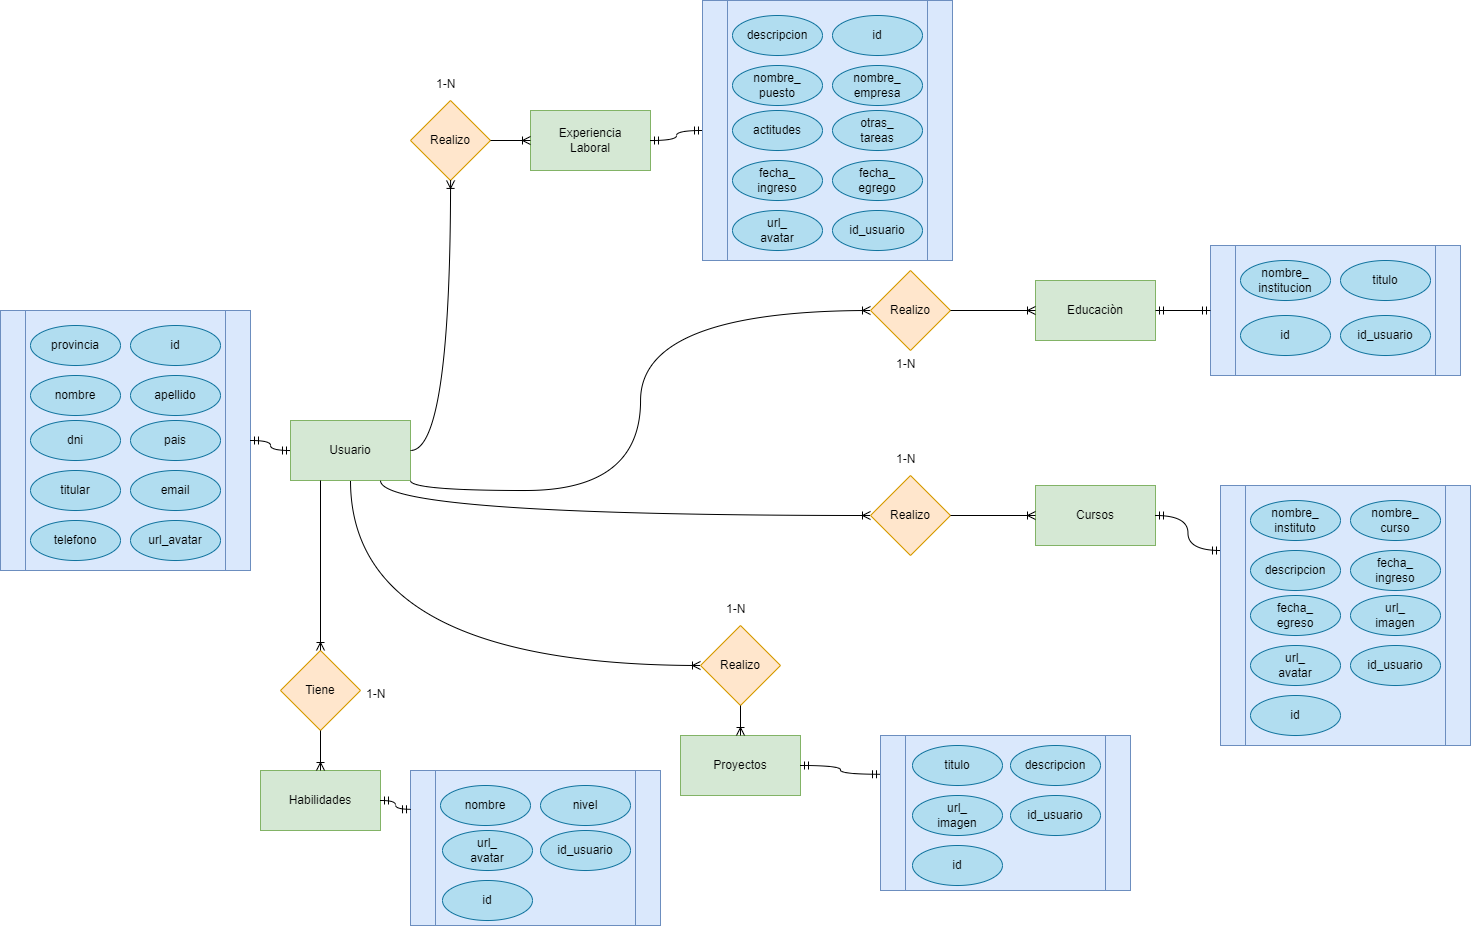 1-N
Realizo
Experiencia
Laboral
descripcion
id
nombre_
puesto
nombre_
empresa
actitudes
otras_
tareas
fecha_
ingreso
fecha_
egrego
url_
avatar
id_usuario
Realizo
1-N
Educaciòn
nombre_
institucion
titulo
id
id_usuario
provincia
id
nombre
apellido
dni
pais
titular
email
telefono
url_avatar
Usuario
1-N
Realizo
Cursos
nombre_
instituto
nombre_
curso
descripcion
fecha_
ingreso
fecha_
egreso
url_
imagen
url_
avatar
id_usuario
id
1-N
Realizo
Proyectos
titulo
descripcion
url_
imagen
id_usuario
id
Tiene
1-N
Habilidades
nombre
nivel
url_
avatar
id_usuario
id